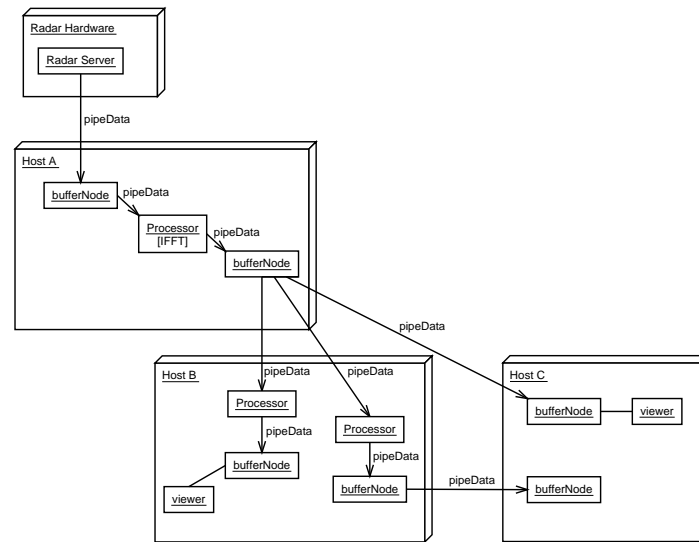 Radar Hardware
Radar Server
pipeData
Host A
bufferNode
pipeData
Processor
[IFFT]
pipeData
bufferNode
pipeData
pipeData
pipeData
Host B
Processor
pipeData
bufferNode
viewer
Processor
pipeData
bufferNode
pipeData
Host C
bufferNode
viewer
bufferNode